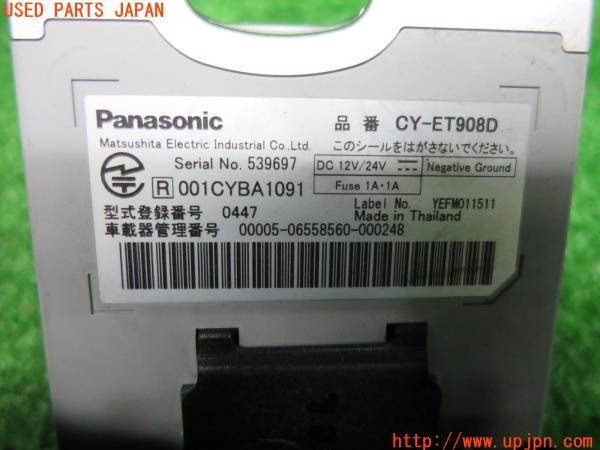 USED PARTS JAPAN
Panasonic 品番 CY-ET908D
Matsushita Electric Industrial Co.,Ltd. このシールをはがさないでください。
Serial No. 539697 DC 12V/24V Negative Ground
R 001CYBA1091 Fuse 1A・1A
Label No. YEFM011511
型式登録番号 0447 Made in Thailand
車載器管理番号 00005-06558560-000248
http://www.upjpn.com/